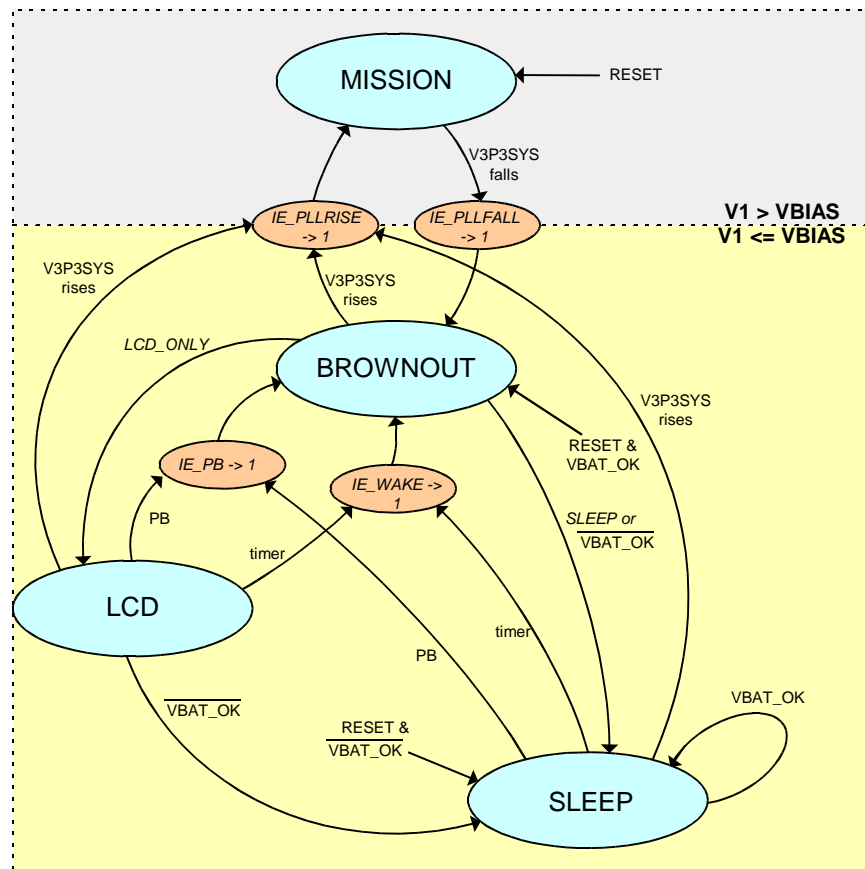 MISSION
RESET
V3P3SYS
falls
IE_PLLRISE
-> 1
IE_PLLFALL
-> 1
V1 > VBIAS
V1 <= VBIAS
V3P3SYS
rises
V3P3SYS
rises
LCD_ONLY
BROWNOUT
V3P3SYS
rises
RESET &
VBAT_OK
IE_PB -> 1
IE_WAKE ->
1
PB
timer
SLEEP or
VBAT_OK
LCD
timer
PB
VBAT_OK
RESET &
VBAT_OK
VBAT_OK
SLEEP